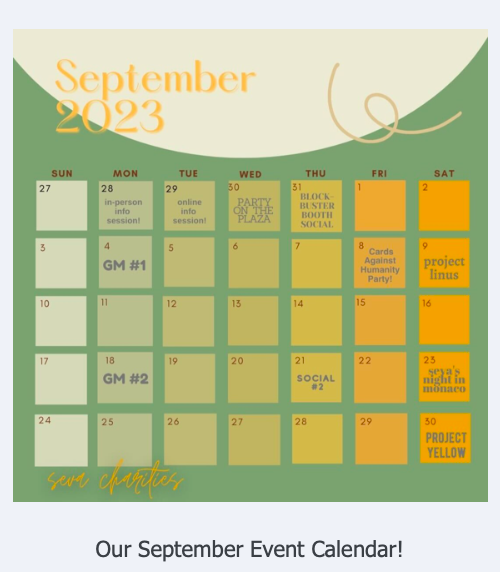 September
2023
SUN MON TUE WED THU FRI SAT
27 28 29 30 31 1 2
in-person
info
session!
online
info
session!
PARTY
ON THE
PLAZA
BLOCK-
BUSTER
BOOTH
SOCIAL
3 4 5 6 7 8 9
GM #1
Cards
Against
Humanity
Party!
project
linus
10 11 12 13 14 15 16
17 18 19 20 21 22 23
GM #2
SOCIAL
#2
seva's
night in
monaco
24 25 26 27 28 29 30
PROJECT
YELLOW
seva charities
Our September Event Calendar!